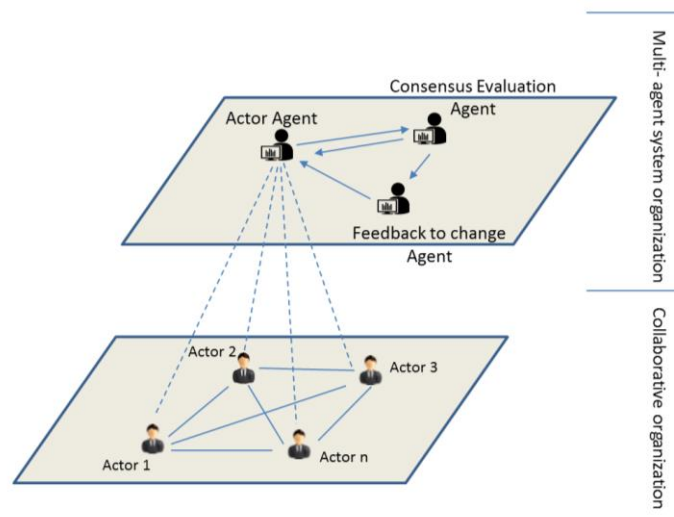 Consensus Evaluation
Agent
Actor Agent
Feedback to change
Agent
Multi- agent system organization
Actor 2
Actor 3
Actor 1
Actor n
Collaborative organization